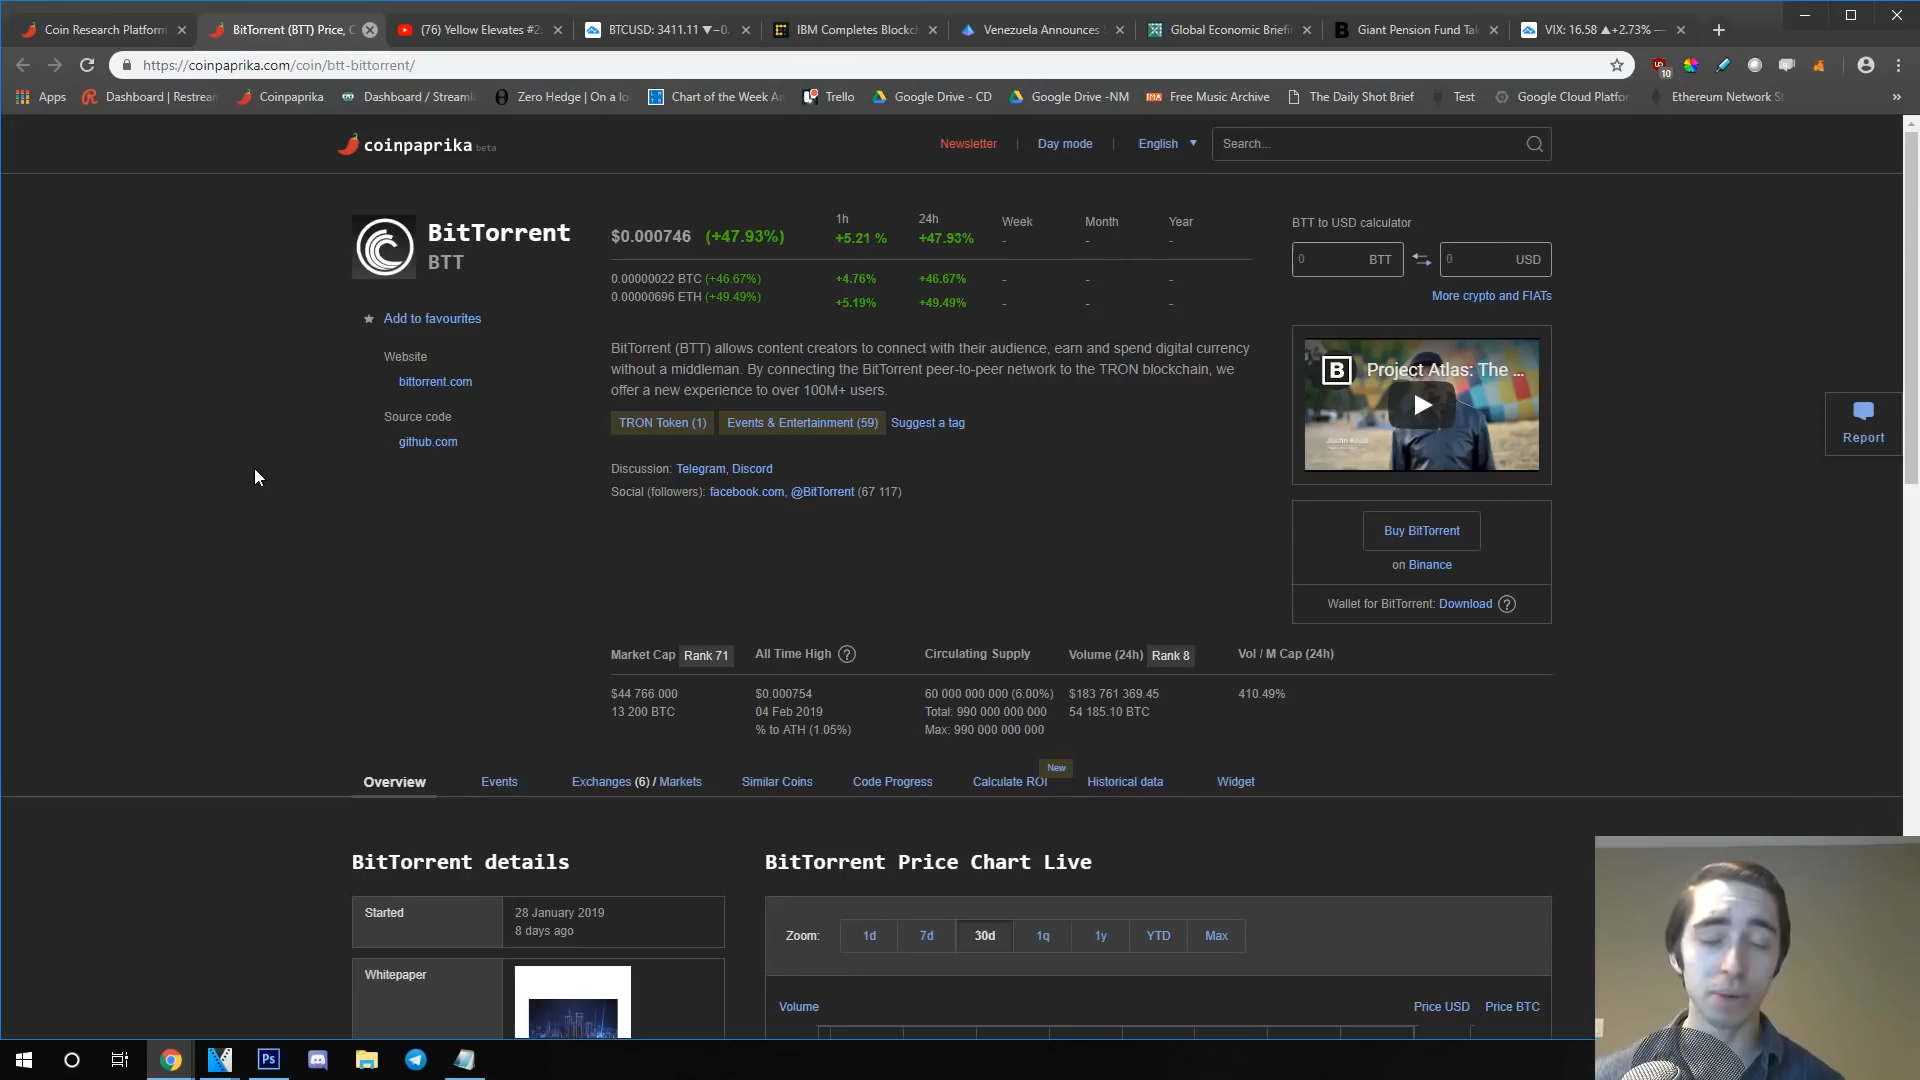 Coin Research Platform
BitTorrent (BTT) Price, C
(76) Yellow Elevates #2
BTCUSD: 3411.11 ▼−0.
IBM Completes Blockc
Venezuela Announces
Global Economic Briefi
Giant Pension Fund Tak
VIX: 16.58 ▲+2.73% —
https://coinpaprika.com/coin/btt-bittorrent/
10
Apps
Dashboard | Restrea
Coinpaprika
Dashboard / Streaml
Zero Hedge | On a lo
Chart of the Week Ar
Trello
Google Drive - CD
Google Drive -NM
Free Music Archive
The Daily Shot Brief
Test
Google Cloud Platfo
Ethereum Network S
»
coinpaprika beta
Newsletter
Day mode
English
Search...
BitTorrent
BTT
$0.000746 (+47.93%)
1h
24h
Week
Month
Year
+5.21 %
+47.93%
-
-
-
0.00000022 BTC (+46.67%)
+4.76%
+46.67%
-
-
-
0.00000696 ETH (+49.49%)
+5.19%
+49.49%
-
-
-
BTT to USD calculator
0 BTT
0 USD
More crypto and FIATs
Add to favourites
Website
bittorrent.com
Source code
github.com
BitTorrent (BTT) allows content creators to connect with their audience, earn and spend digital currency
without a middleman. By connecting the BitTorrent peer-to-peer network to the TRON blockchain, we
offer a new experience to over 100M+ users.
TRON Token (1)
Events & Entertainment (59)
Suggest a tag
Discussion: Telegram, Discord
Social (followers): facebook.com, @BitTorrent (67 117)
B
Project Atlas: The ...
Justin Knoll
Report
Buy BitTorrent
on Binance
Wallet for BitTorrent: Download ?
Market Cap Rank 71
All Time High ?
Circulating Supply
Volume (24h) Rank 8
Vol / M Cap (24h)
$44 766 000
13 200 BTC
$0.000754
04 Feb 2019
% to ATH (1.05%)
60 000 000 000 (6.00%)
Total: 990 000 000 000
Max: 990 000 000 000
$183 761 369.45
54 185.10 BTC
410.49%
Overview
Events
Exchanges (6) / Markets
Similar Coins
Code Progress
Calculate ROI
New
Historical data
Widget
BitTorrent details
Started
28 January 2019
8 days ago
Whitepaper
BitTorrent Price Chart Live
Zoom:
1d
7d
30d
1q
1y
YTD
Max
Volume
Price USD
Price BTC
Ps